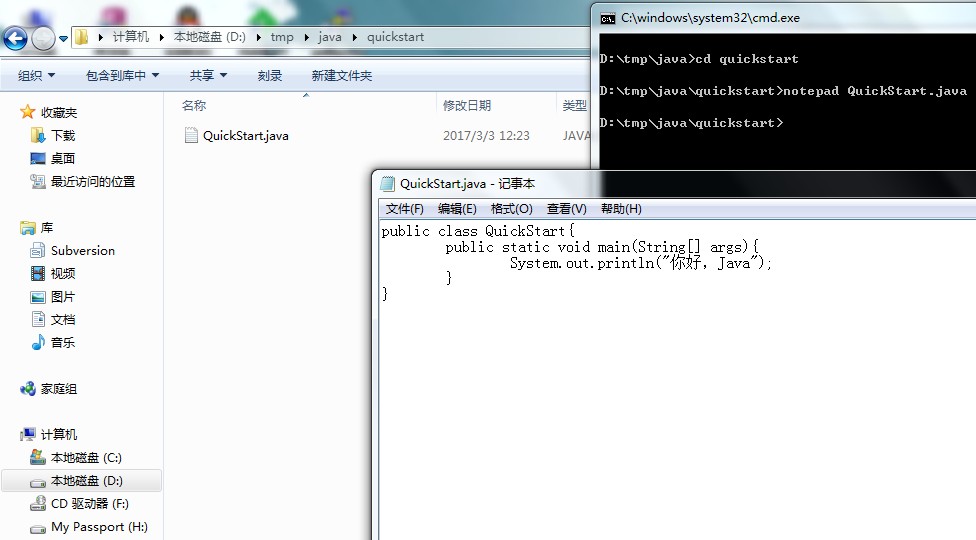 计算机 本地磁盘 (D:) tmp java quickstart
组织 包含到库中 共享 刻录 新建文件夹
收藏夹
下载
桌面
最近访问的位置
库
Subversion
视频
图片
文档
音乐
家庭组
计算机
本地磁盘 (C:)
本地磁盘 (D:)
CD 驱动器 (F:)
My Passport (H:)
名称 修改日期 类型
QuickStart.java 2017/3/3 12:23 JAVA
C:\windows\system32\cmd.exe
D:\tmp\java>cd quickstart
D:\tmp\java\quickstart>notepad QuickStart.java
D:\tmp\java\quickstart>
QuickStart.java - 记事本
文件(F) 编辑(E) 格式(O) 查看(V) 帮助(H)
public class QuickStart{
public static void main(String[] args){
System.out.println("你好，Java");
}
}